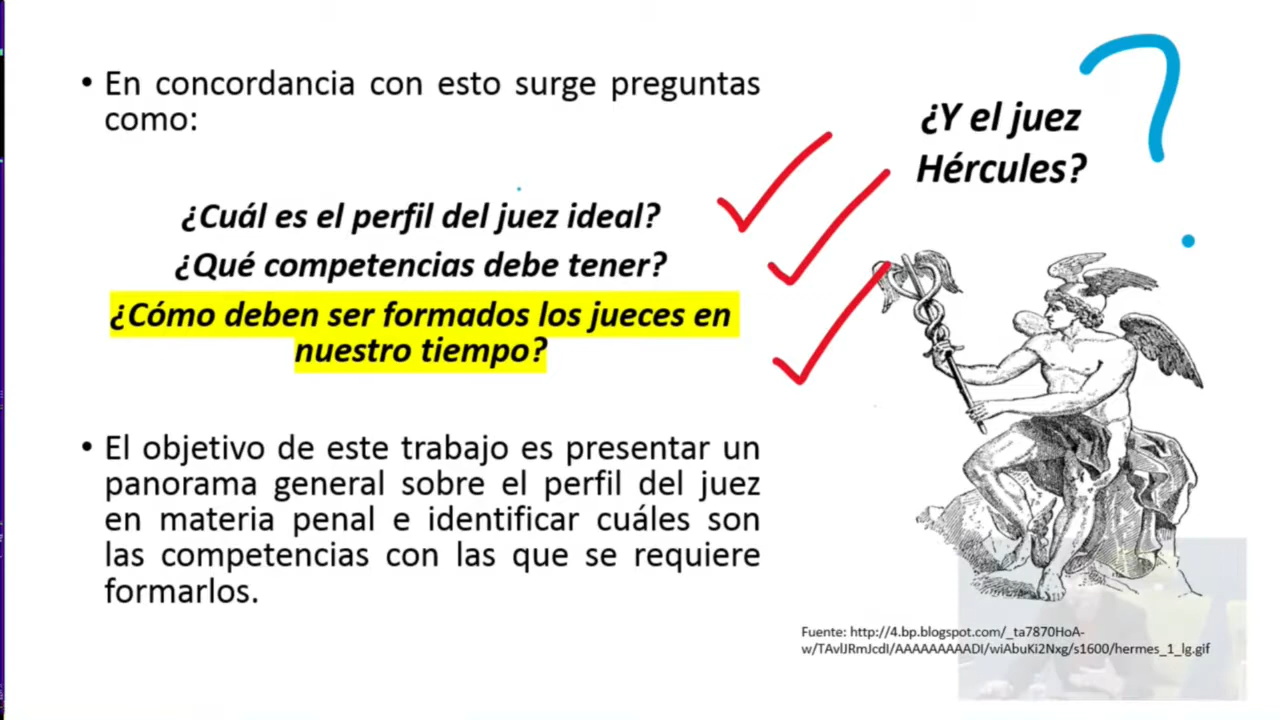 • En concordancia con esto surge preguntas
como:
¿Cuál es el perfil del juez ideal?
¿Qué competencias debe tener?
¿Cómo deben ser formados los jueces en
nuestro tiempo?
• El objetivo de este trabajo es presentar un
panorama general sobre el perfil del juez
en materia penal e identificar cuáles son
las competencias con las que se requiere
formarlos.
¿Y el juez
Hércules?
?
Fuente: http://4.bp.blogspot.com/_ta7870HoA-
w/TAvlJRmJcdI/AAAAAAAAADI/wiAbuKi2Nxg/s1600/hermes_1_lg.gif